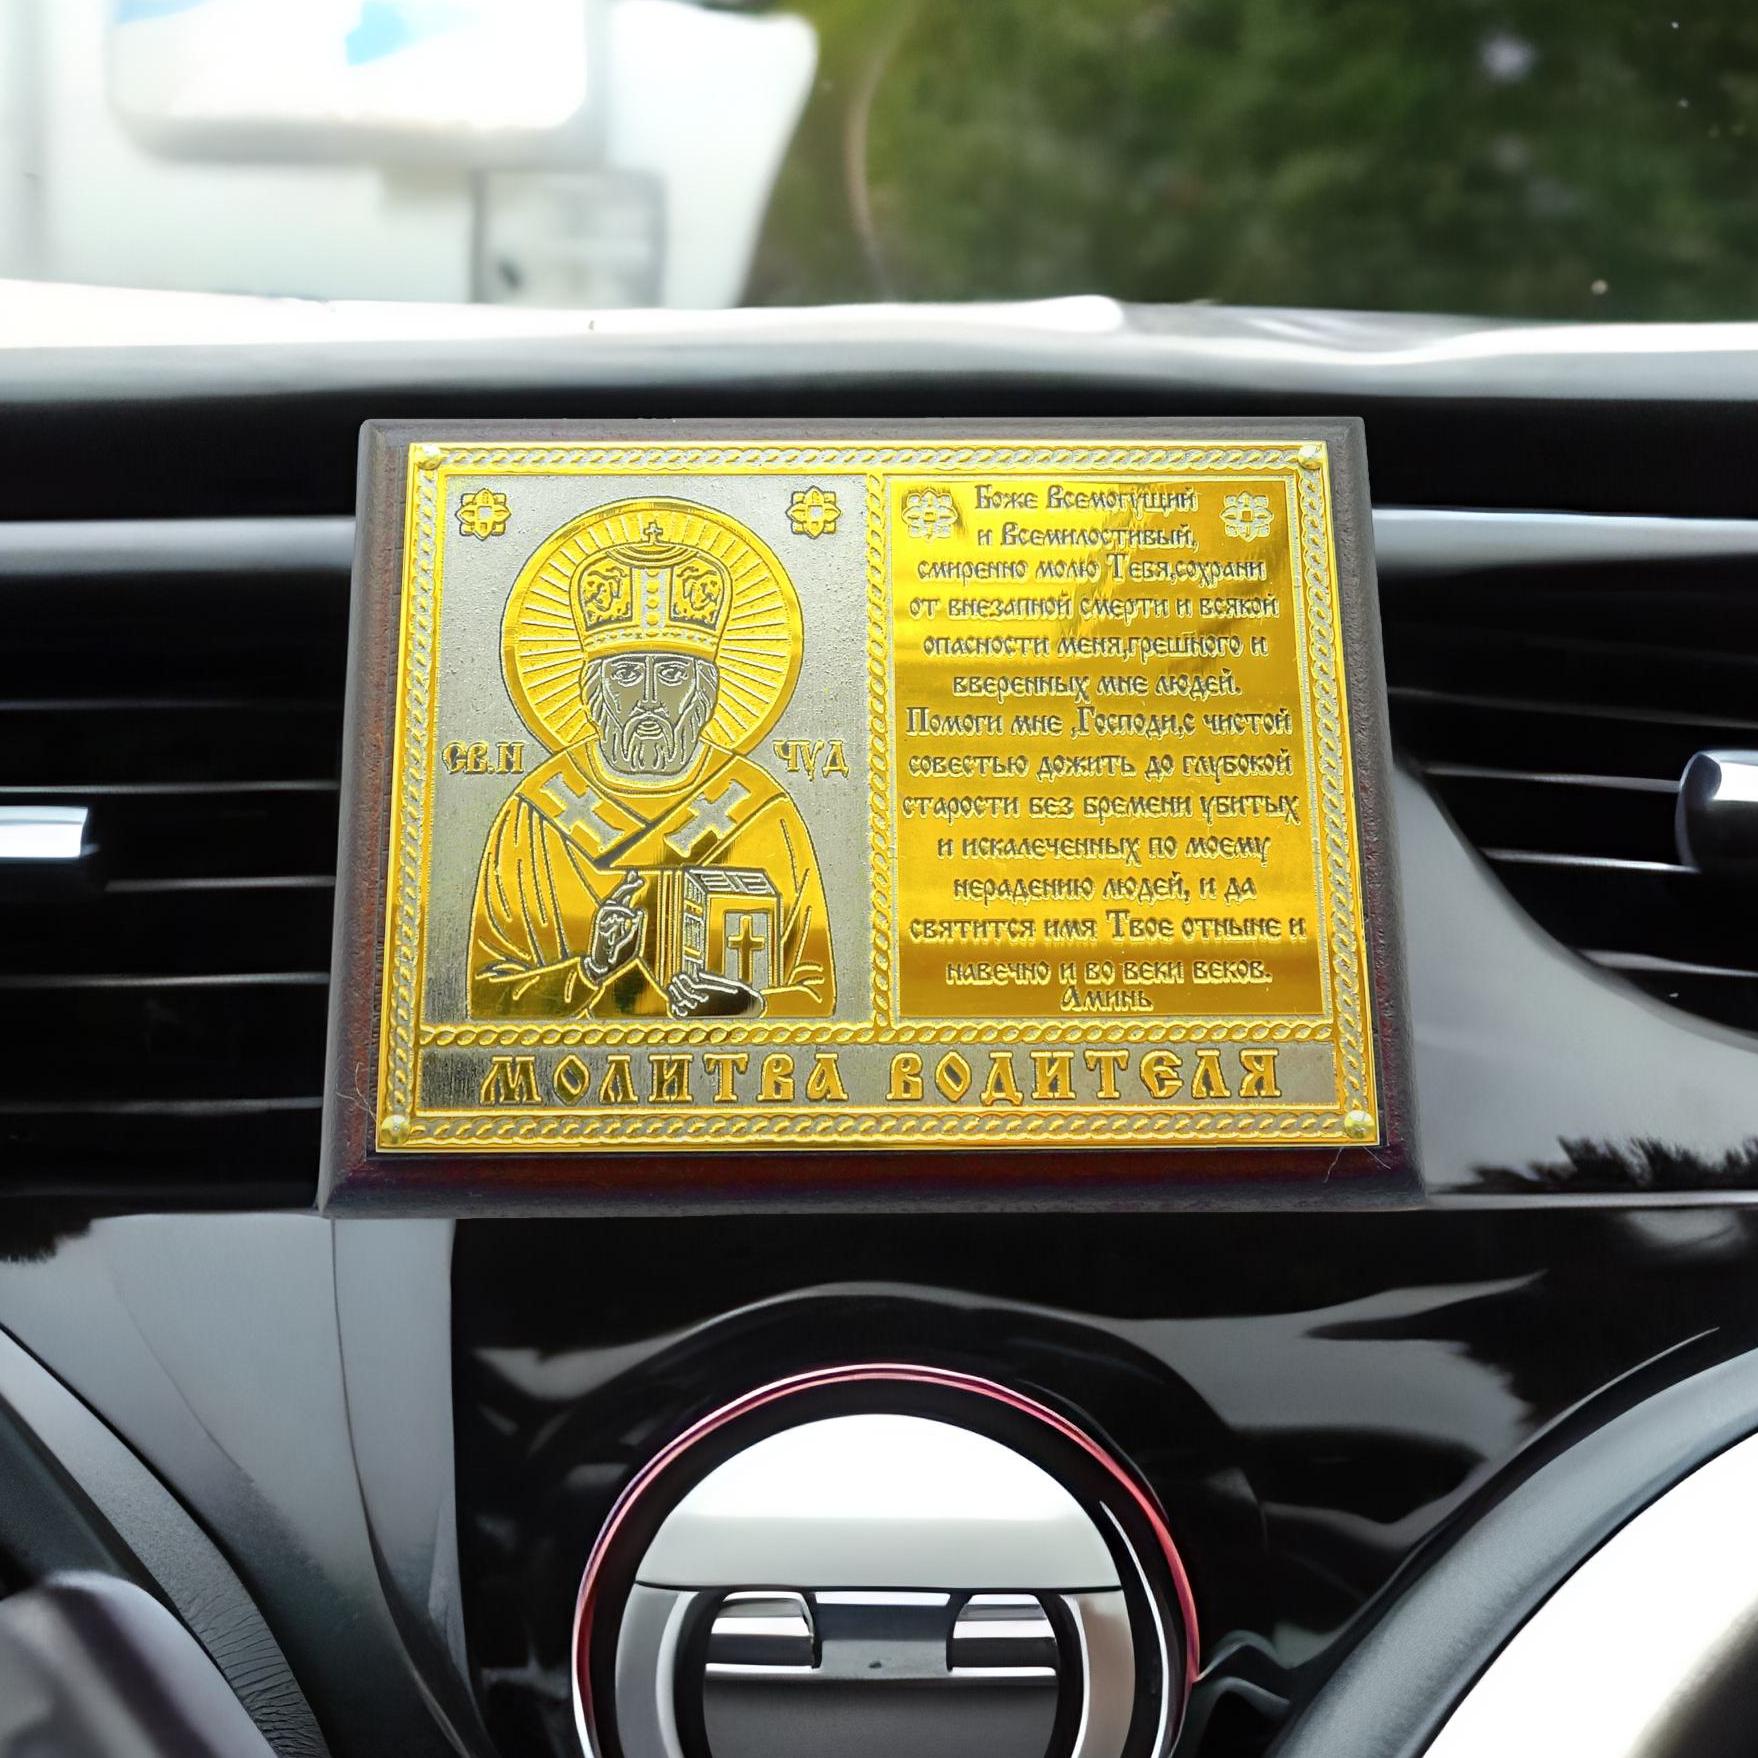 СВ.Н ЧУД
Боже Всемогущий
и Всемилостивый,
смиренно молю Тебя,сохрани
от внезапной смерти и всякой
опасности меня,грешного и
вверенных мне людей.
Помоги мне ,Господи,с чистой
совестью дожить до глубокой
старости без бремени убитых
и искалеченных по моему
нерадению людей, и да
святится имя Твое отныне и
навечно и во веки веков.
Аминь
МОЛИТВА ВОДИТЕЛЯ